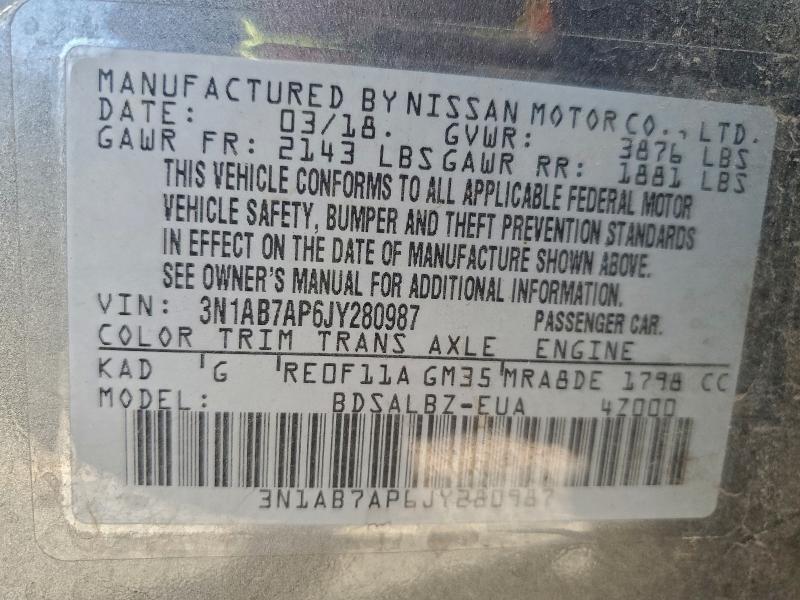 MANUFACTURED BY NISSAN MOTOR CO., LTD.
DATE: 03/18. GVWR: 3876 LBS
GAWR FR: 2143 LBS GAWR RR: 1881 LBS
THIS VEHICLE CONFORMS TO ALL APPLICABLE FEDERAL MOTOR
VEHICLE SAFETY, BUMPER AND THEFT PREVENTION STANDARDS
IN EFFECT ON THE DATE OF MANUFACTURE SHOWN ABOVE.
SEE OWNER'S MANUAL FOR ADDITIONAL INFORMATION.
VIN: 3N1AB7AP6JY280987 PASSENGER CAR.
COLOR TRIM TRANS AXLE ENGINE
KAD G RE0F11A GM35 MRA8DE 1798 CC
MODEL: BDSALBZ-EUA 47000
3N1AB7AP6JY280987